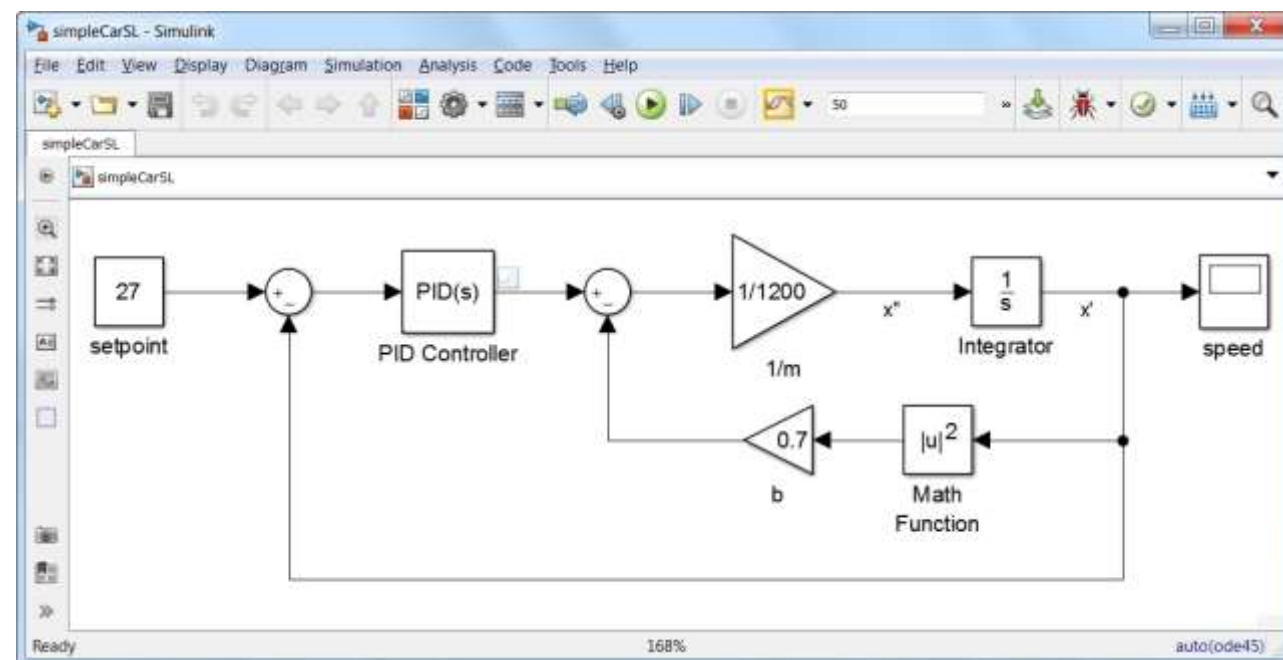 simpleCarSL - Simulink
File Edit View Display Diagram Simulation Analysis Code Tools Help
50 »
simpleCarSL
simpleCarSL
27
+
_
PID(s)
+
_
1/1200
x''
1
s
x'
setpoint
PID Controller
1/m
Integrator
speed
0.7
|u|2
b
Math
Function
»
Ready 168% auto(ode45)